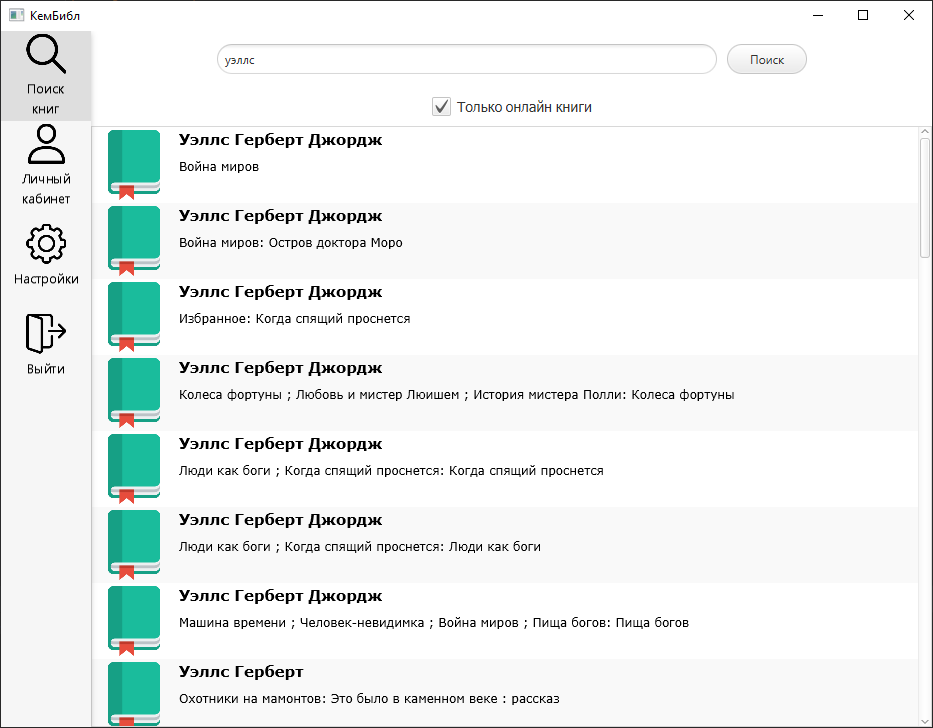 КемБибл
Поиск
книг
Личный
кабинет
Настройки
Выйти
уэллс
Поиск
Только онлайн книги
Уэллс Герберт Джордж
Война миров
Уэллс Герберт Джордж
Война миров: Остров доктора Моро
Уэллс Герберт Джордж
Избранное: Когда спящий проснется
Уэллс Герберт Джордж
Колеса фортуны ; Любовь и мистер Люишем ; История мистера Полли: Колеса фортуны
Уэллс Герберт Джордж
Люди как боги ; Когда спящий проснется: Когда спящий проснется
Уэллс Герберт Джордж
Люди как боги ; Когда спящий проснется: Люди как боги
Уэллс Герберт Джордж
Машина времени ; Человек-невидимка ; Война миров ; Пища богов: Пища богов
Уэллс Герберт
Охотники на мамонтов: Это было в каменном веке : рассказ